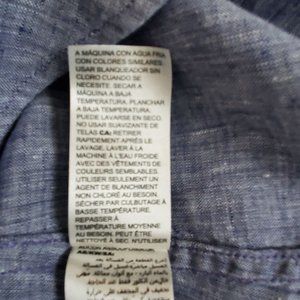 A MÁQUINA CON AGUA FRIA
CON COLORES SIMILARES.
USAR BLANQUEADOR SIN
CLORO CUANDO SE
NECESITE. SECAR A
MÁQUINA A BAJA
TEMPERATURA. PLANCHAR
A BAJA TEMPERATURA.
PUEDE LAVARSE EN SECO.
NO USAR SUAVIZANTE DE
TELAS CA: RETIRER
RAPIDEMENT APRÈS LE
LAVAGE, LAVER À LA
MACHINE À L'EAU FROIDE
AVEC DES VÊTEMENTS DE
COULEURS SEMBLABLES.
UTILISER SEULEMENT UN
AGENT DE BLANCHIMENT
NON CHLORÉ AU BESOIN.
SÉCHER PAR CULBUTAGE À
BASSE TEMPÉRATURE.
REPASSER À
TEMPÉRATURE MOYENNE
AU BESOIN. PEUT ÊTRE
NETTOYÉ À SEC. N'UTILISER